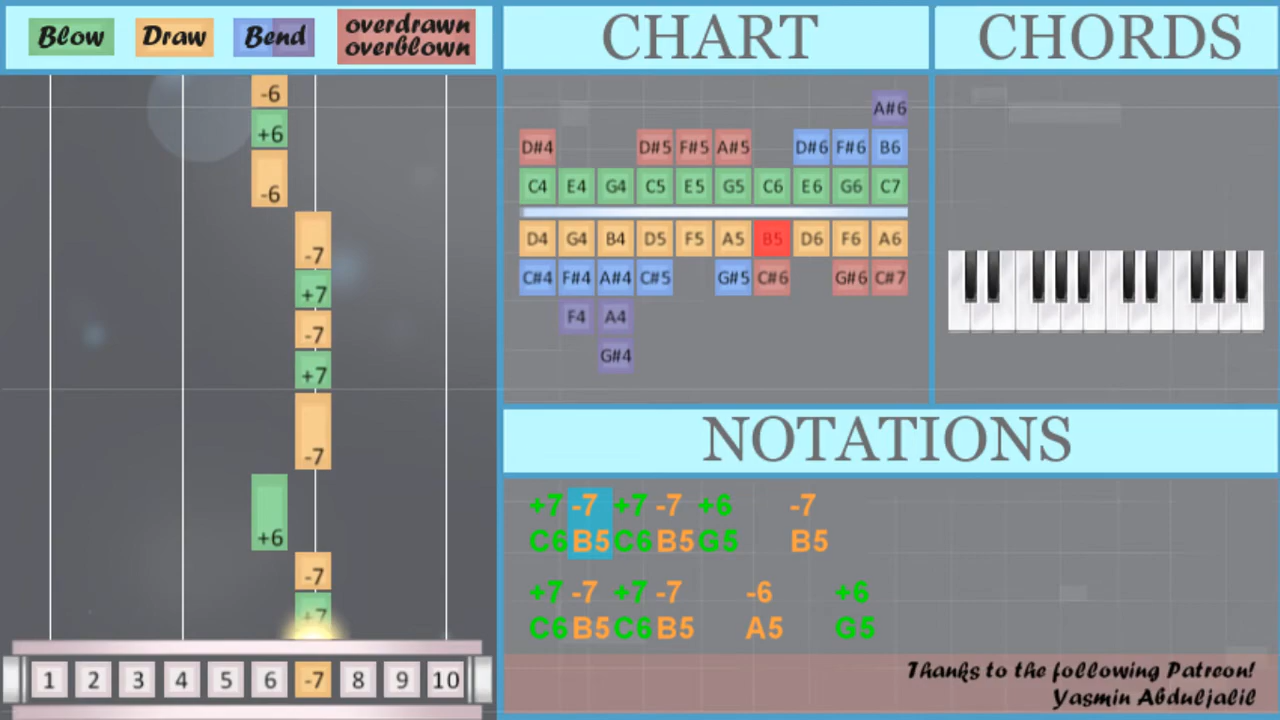 Blow Draw Bend overdrawn
overblown
CHART
CHORDS
-6
+6
-6
-7
+7
-7
+7
-7
+6
-7
+7
1 2 3 4 5 6 -7 8 9 10
A#6
D#4 D#5 F#5 A#5 D#6 F#6 B6
C4 E4 G4 C5 E5 G5 C6 E6 G6 C7
D4 G4 B4 D5 F5 A5 B5 D6 F6 A6
C#4 F#4 A#4 C#5 G#5 C#6 G#6 C#7
F4 A4
G#4
NOTATIONS
+7 -7 +7 -7 +6 -7
C6 B5 C6 B5 G5 B5
+7 -7 +7 -7 -6 +6
C6 B5 C6 B5 A5 G5
Thanks to the following Patreon!
Yasmin Abduljalil